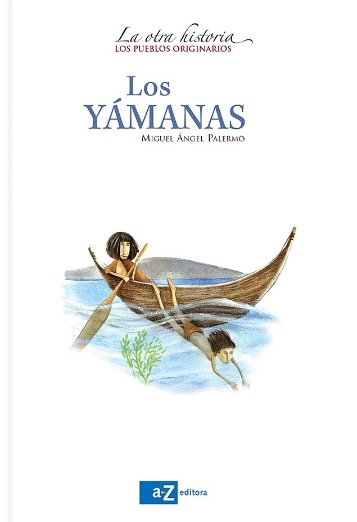 La otra historia
LOS PUEBLOS ORIGINARIOS
Los
YÁMANAS
MIGUEL ÁNGEL PALERMO
a-Z editora